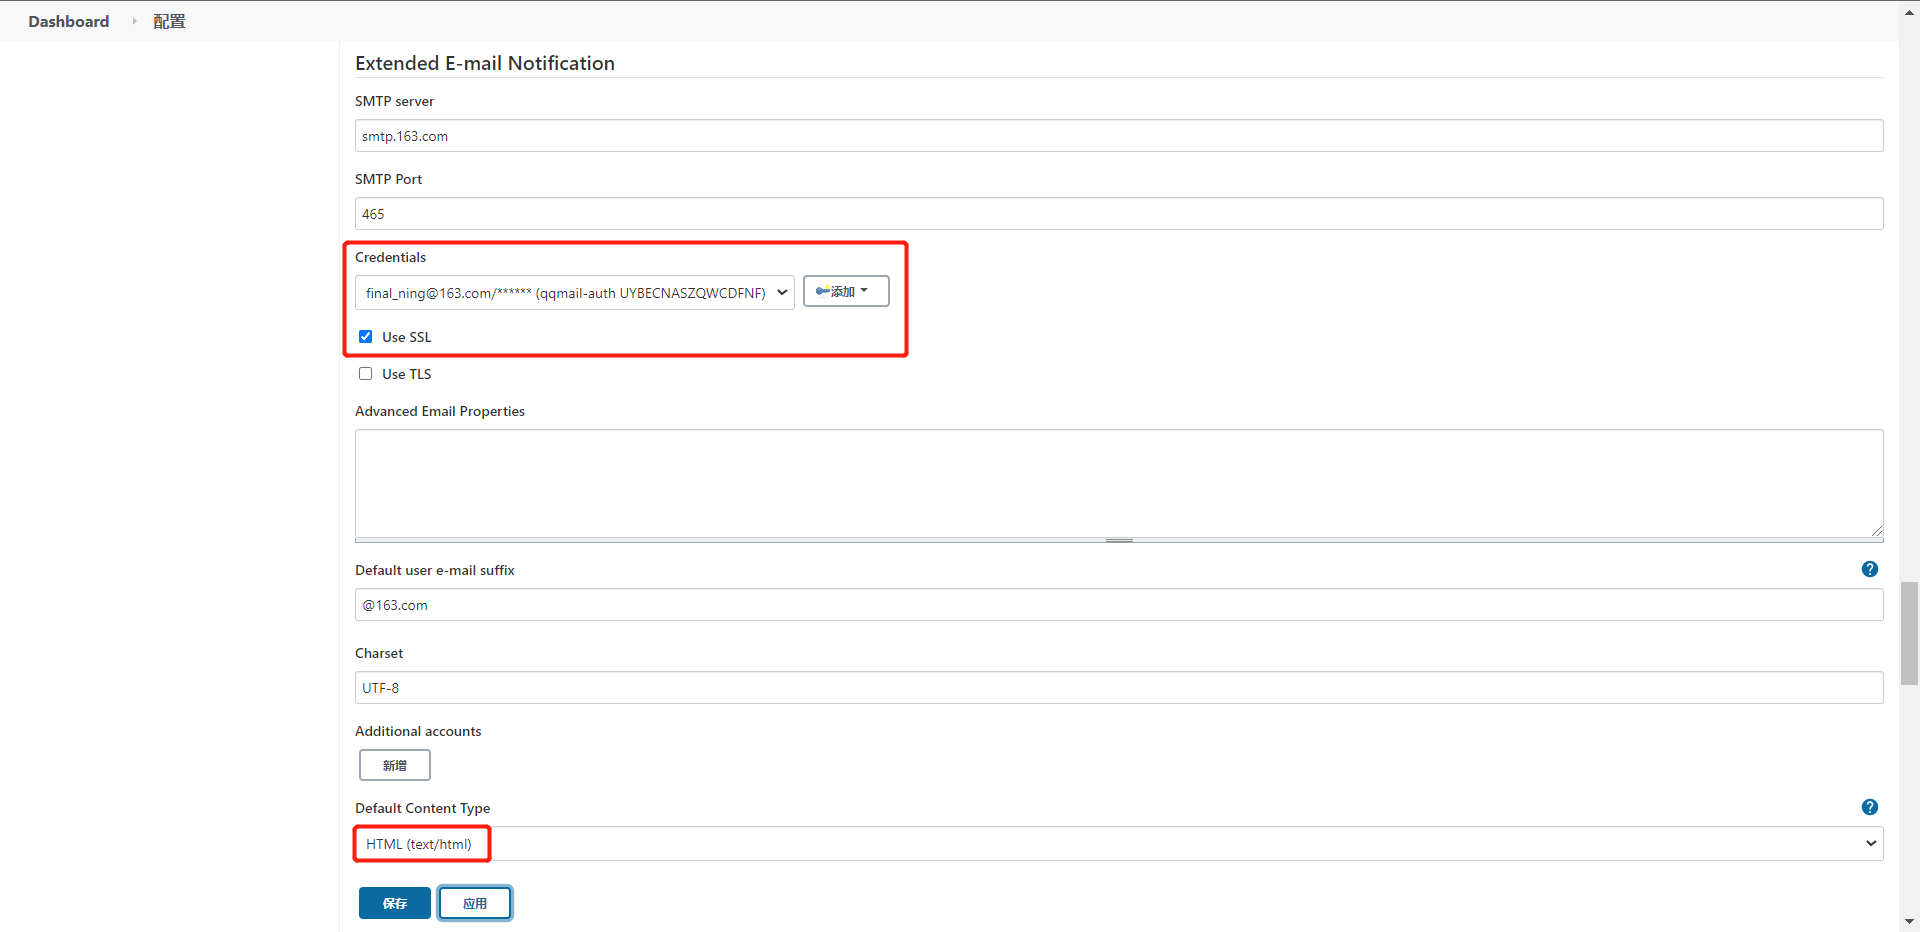 Dashboard 配置
Extended E-mail Notification
SMTP server
smtp.163.com
SMTP Port
465
Credentials
final_ning@163.com/****** (qqmail-auth UYBECNASZQWCDFNF) 添加
Use SSL
Use TLS
Advanced Email Properties
Default user e-mail suffix
@163.com
Charset
UTF-8
Additional accounts
新增
Default Content Type
HTML (text/html)
保存 应用